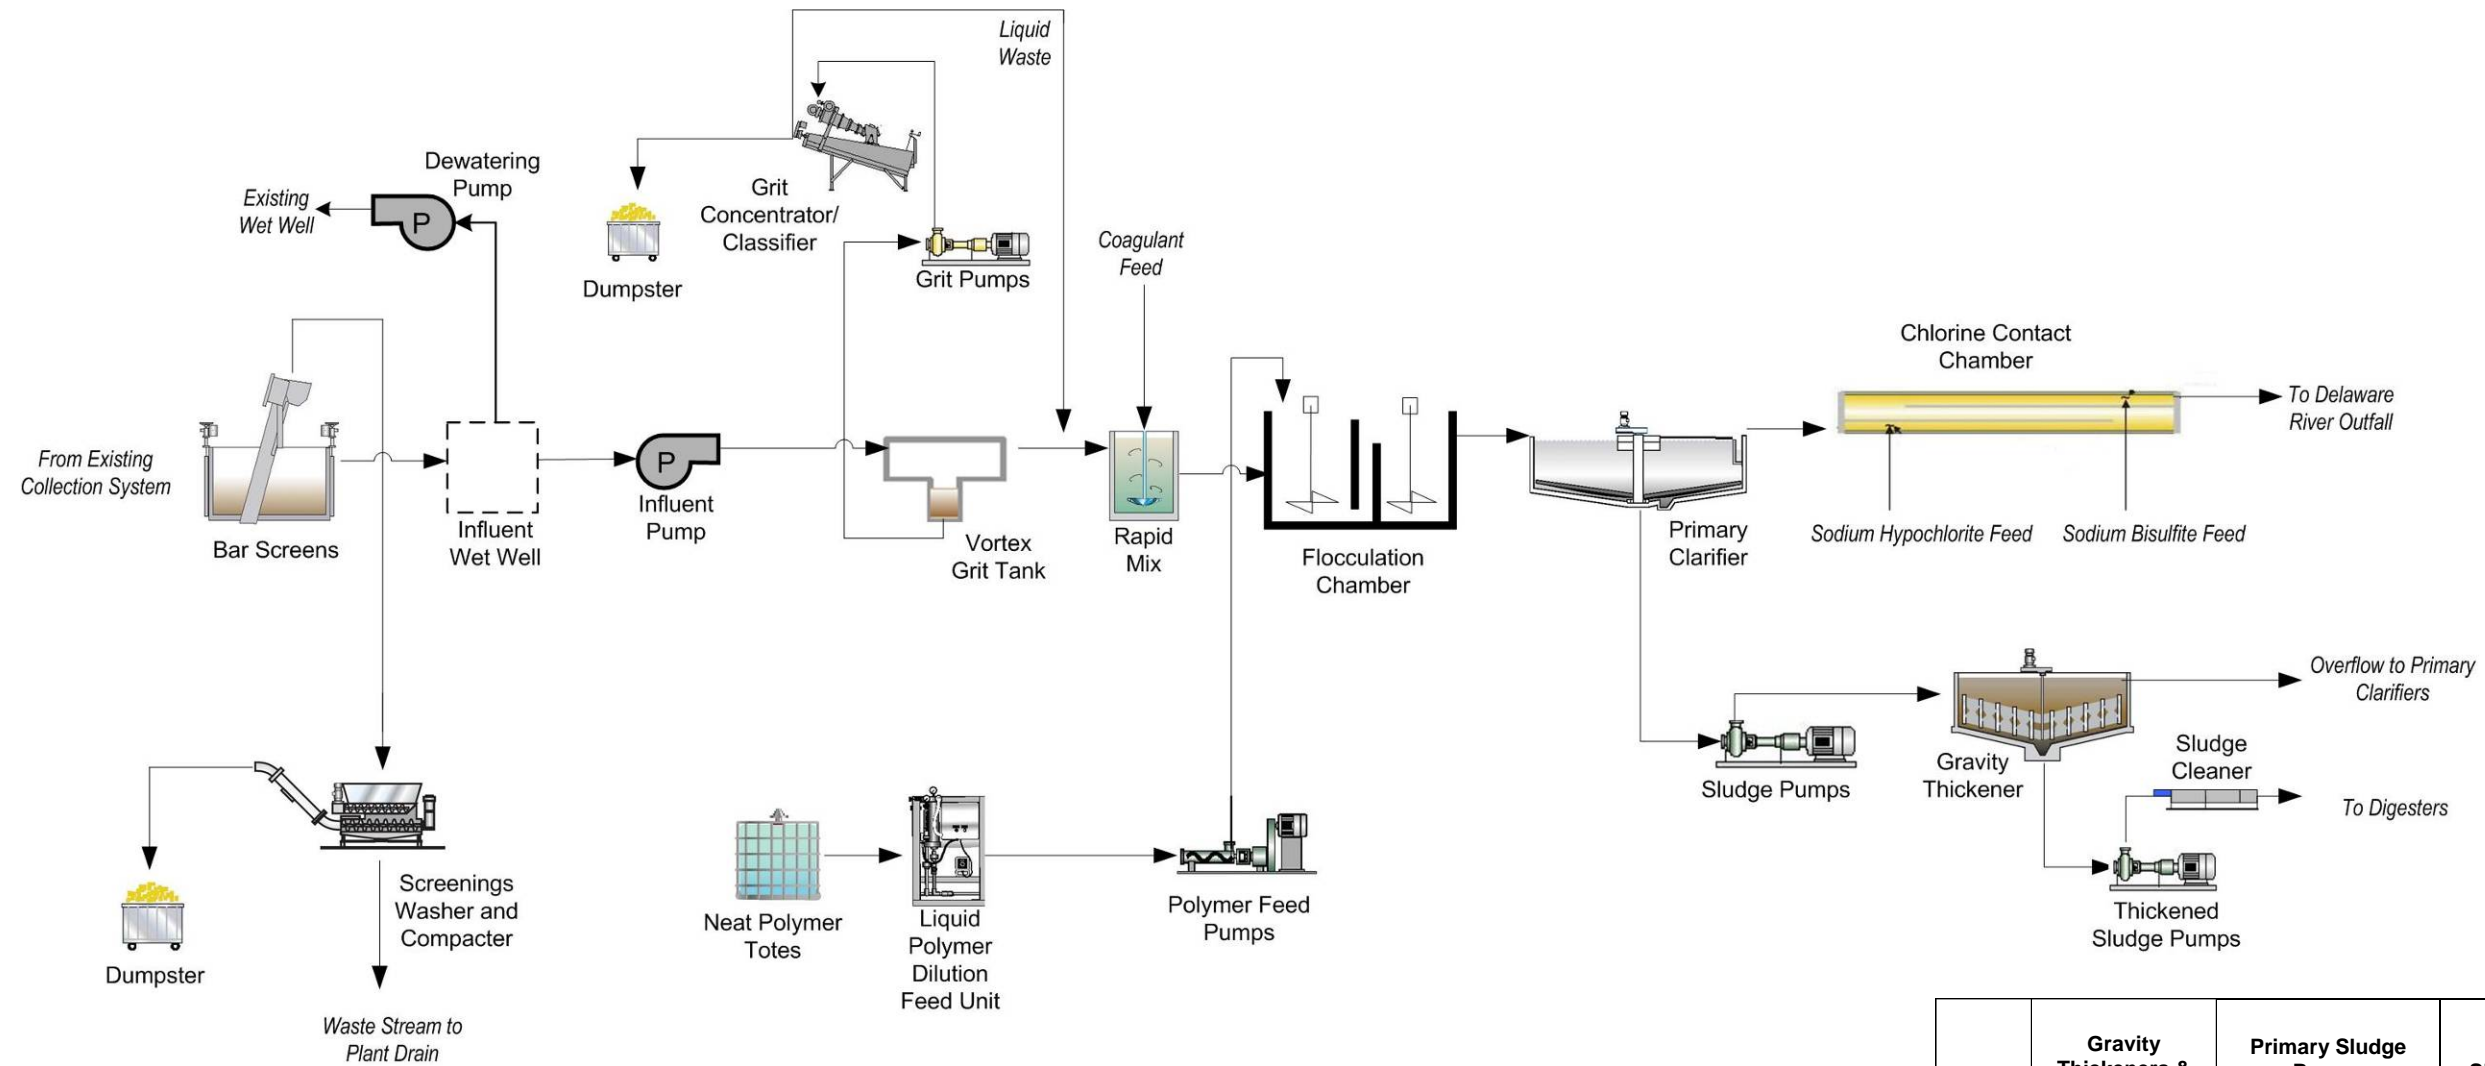 Liquid
Waste
Dewatering
Pump
P
Existing
Wet Well
Grit
Concentrator/
Classifier
Dumpster
Grit Pumps
Coagulant
Feed
Chlorine Contact
Chamber
To Delaware
River Outfall
From Existing
Collection System
Bar Screens
Influent
Wet Well
P
Influent
Pump
Vortex
Grit Tank
Rapid
Mix
Flocculation
Chamber
Primary
Clarifier
Sodium Hypochlorite Feed
Sodium Bisulfite Feed
Overflow to Primary
Clarifiers
Sludge Pumps
Gravity
Thickener
Sludge
Cleaner
To Digesters
Thickened
Sludge Pumps
Screenings
Washer and
Compacter
Dumpster
Waste Stream to
Plant Drain
Neat Polymer
Totes
Liquid
Polymer
Dilution
Feed Unit
Polymer Feed
Pumps
Gravity
Thickeners &
Primary Sludge